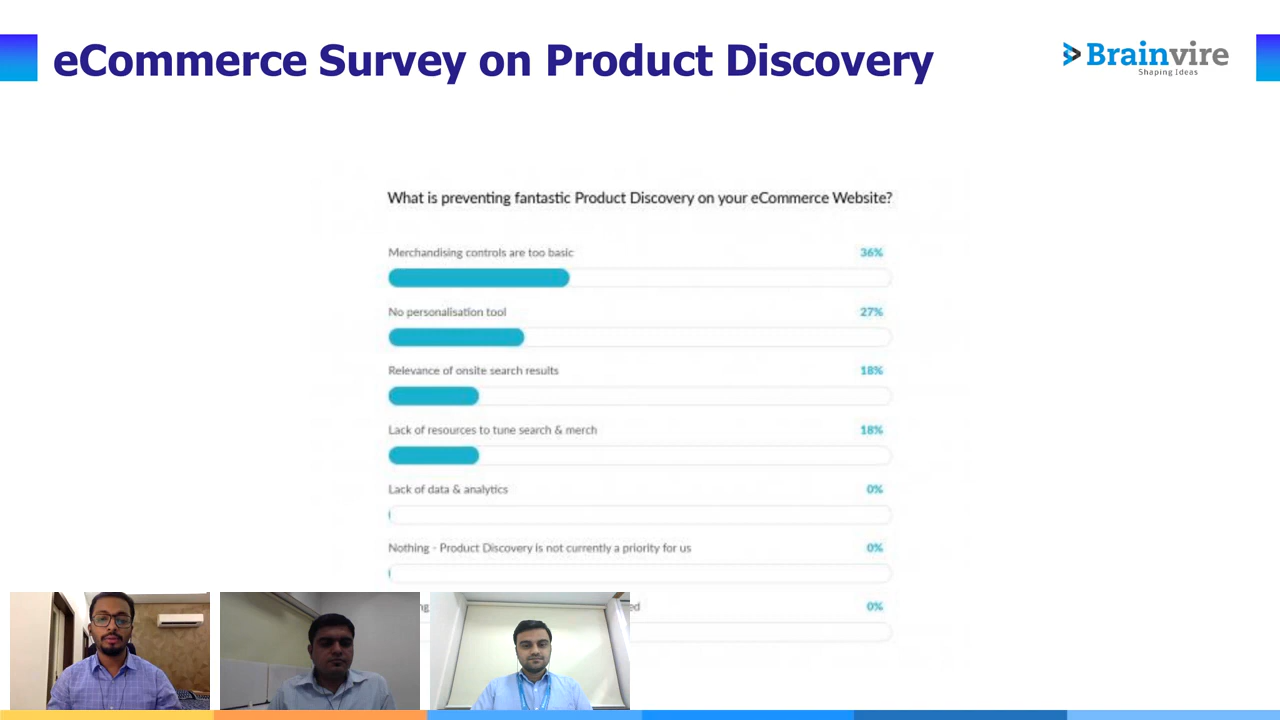 eCommerce Survey on Product Discovery
Brainvire
Shaping Ideas
What is preventing fantastic Product Discovery on your eCommerce Website?
Merchandising controls are too basic 36%
No personalisation tool 27%
Relevance of onsite search results 18%
Lack of resources to tune search & merch 18%
Lack of data & analytics 0%
Nothing - Product Discovery is not currently a priority for us 0%
0%